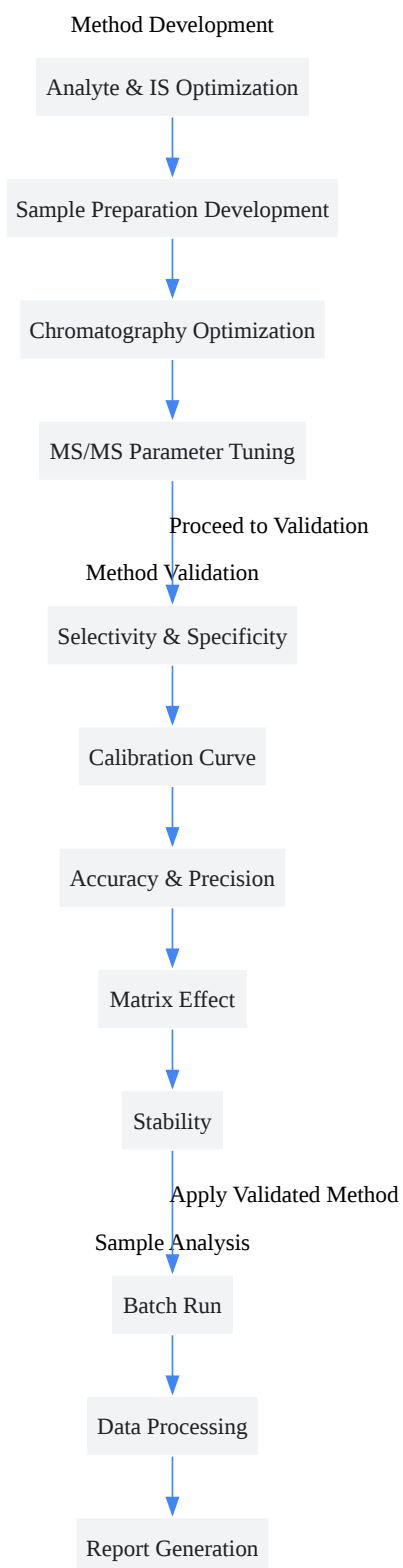 Method Development
Analyte & IS Optimization
Sample Preparation Development
Chromatography Optimization
MS/MS Parameter Tuning
Proceed to Validation
Method Validation
Selectivity & Specificity
Calibration Curve
Accuracy & Precision
Matrix Effect
Stability
Apply Validated Method
Sample Analysis
Batch Run
Data Processing
Report Generation